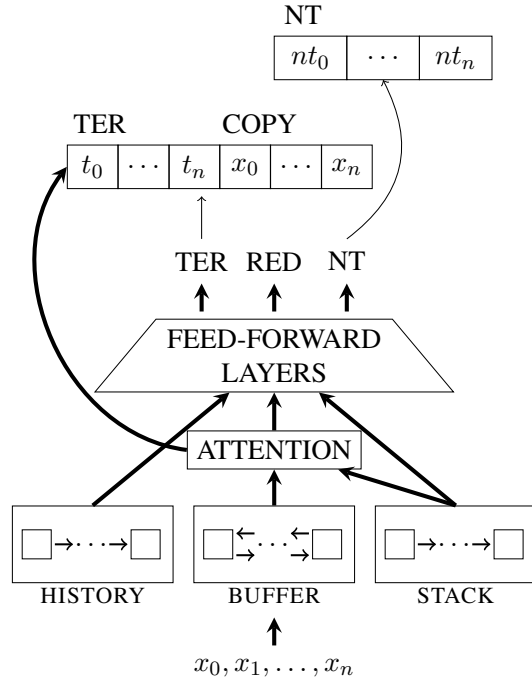 NT
nt₀ ··· ntₙ
TER COPY
t₀ ··· tₙ x₀ ··· xₙ
TER RED NT
FEED-FORWARD
LAYERS
ATTENTION
··· ··· ···
HISTORY BUFFER STACK
x₀, x₁, . . . , xₙ